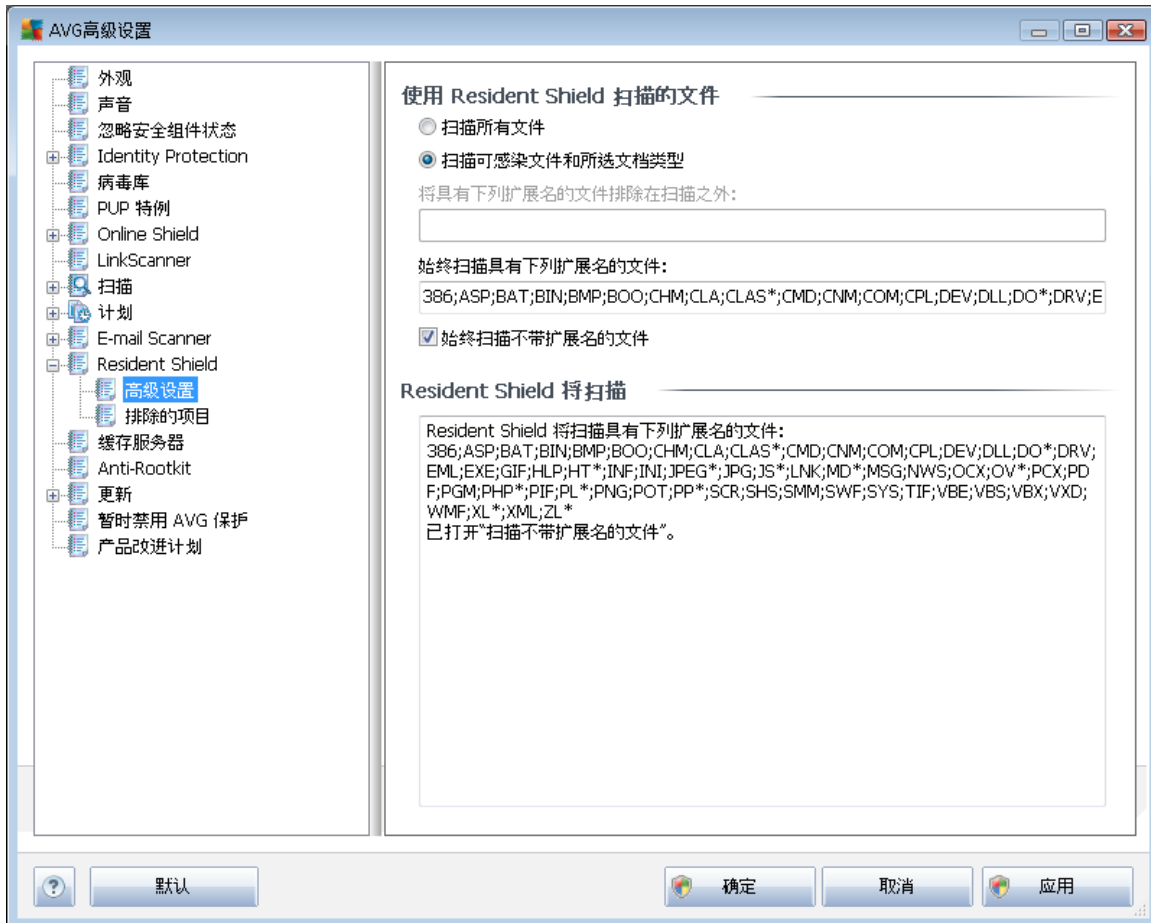 AVG高级设置
外观
声音
忽略安全组件状态
Identity Protection
病毒库
PUP 特例
Online Shield
LinkScanner
扫描
计划
E-mail Scanner
Resident Shield
高级设置
排除的项目
缓存服务器
Anti-Rootkit
更新
暂时禁用 AVG 保护
产品改进计划
使用 Resident Shield 扫描的文件
扫描所有文件
扫描可感染文件和所选文档类型
将具有下列扩展名的文件排除在扫描之外:
始终扫描具有下列扩展名的文件:
386;ASP;BAT;BIN;BMP;BOO;CHM;CLA;CLAS*;CMD;CNM;COM;CPL;DEV;DLL;DO*;DRV;E
始终扫描不带扩展名的文件
Resident Shield 将扫描
Resident Shield 将扫描具有下列扩展名的文件:
386;ASP;BAT;BIN;BMP;BOO;CHM;CLA;CLAS*;CMD;CNM;COM;CPL;DEV;DLL;DO*;DRV;
EML;EXE;GIF;HLP;HT*;INF;INI;JPEG*;JPG;JS*;LNK;MD*;MSG;NWS;OCX;OV*;PCX;PD
F;PGM;PHP*;PIF;PL*;PNG;POT;PP*;SCR;SHS;SMM;SWF;SYS;TIF;VBE;VBS;VBX;VXD;
WMF;XL*;XML;ZL*
已打开“扫描不带扩展名的文件”。
?
默认
确定
取消
应用